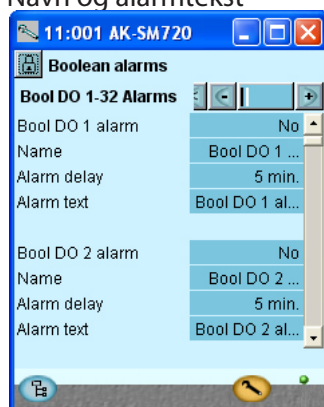 Navn og alarmtekst
11:001 AK-SM720
Boolean alarms
Bool DO 1-32 Alarms
Bool DO 1 alarm No
Name Bool DO 1 ...
Alarm delay 5 min.
Alarm text Bool DO 1 al...
Bool DO 2 alarm No
Name Bool DO 2 ...
Alarm delay 5 min.
Alarm text Bool DO 2 al...